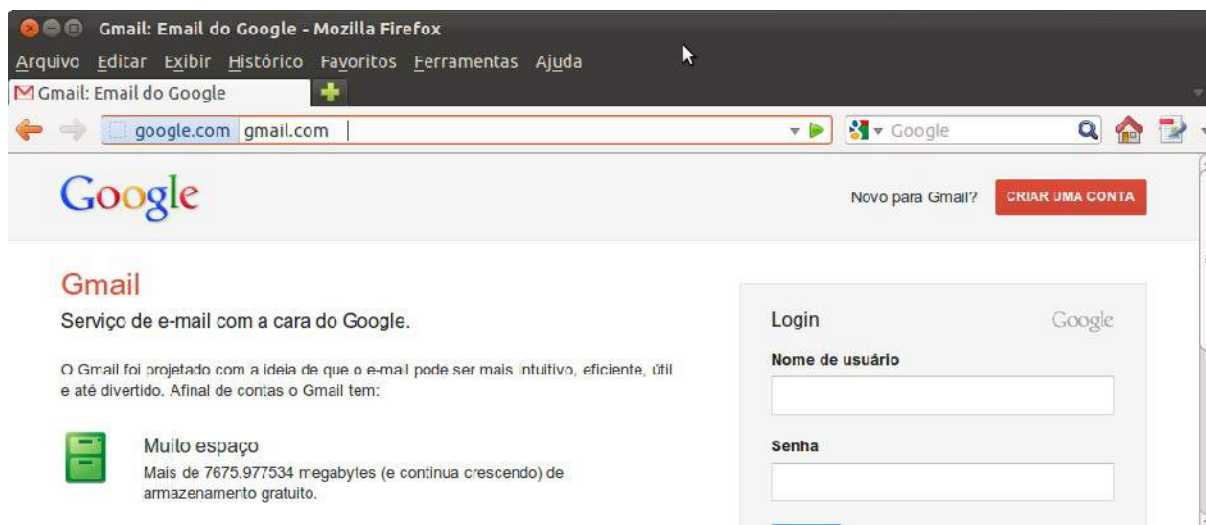 Gmail: Email do Google - Mozilla Firefox
Arquivo Editar Exibir Histórico Favoritos Ferramentas Ajuda
Gmail: Email do Google
google.com gmail.com
Google
Google
Novo para Gmail? CRIAR UMA CONTA
Gmail
Serviço de e-mail com a cara do Google.
O Gmail foi projetado com a ideia de que o e-mail pode ser mais intuitivo, eficiente, útil
e até divertido. Afinal de contas o Gmail tem:
Muito espaço
Mais de 7675.977534 megabytes (e continua crescendo) de
armazenamento gratuito.
Login Google
Nome de usuário
Senha